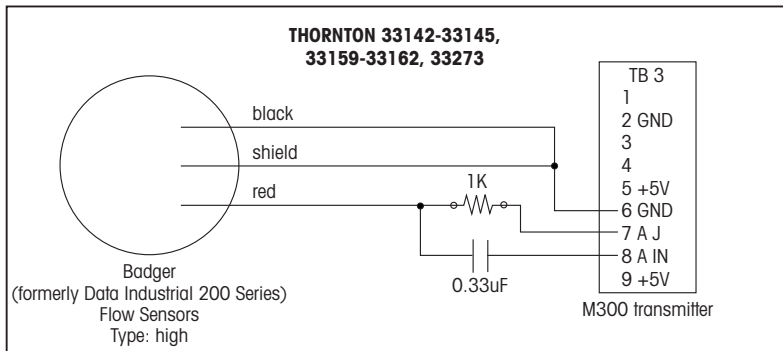 THORNTON 33142-33145,
33159-33162, 33273
black
shield
red
1K
0.33uF
Badger
(formerly Data Industrial 200 Series)
Flow Sensors
Type: high
TB 3
1
2 GND
3
4
5 +5V
6 GND
7 A J
8 A IN
9 +5V
M300 transmitter